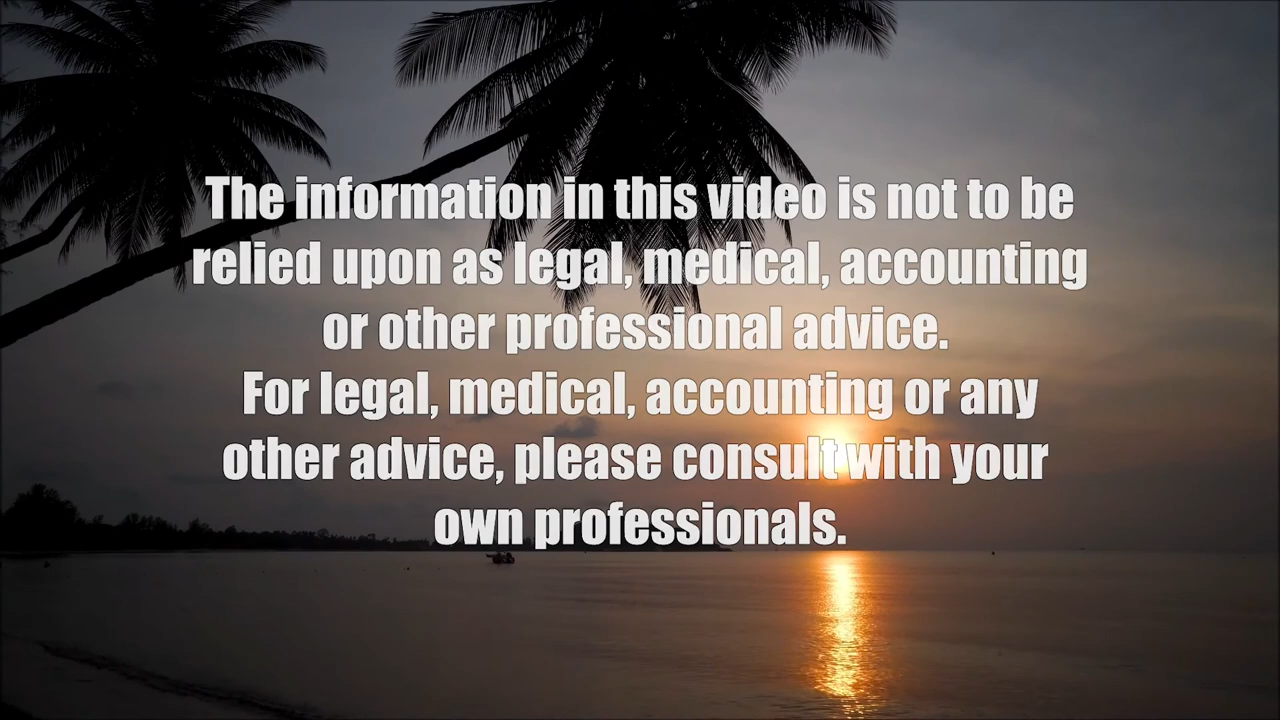 The information in this video is not to be
relied upon as legal, medical, accounting
or other professional advice.
For legal, medical, accounting or any
other advice, please consult with your
own professionals.